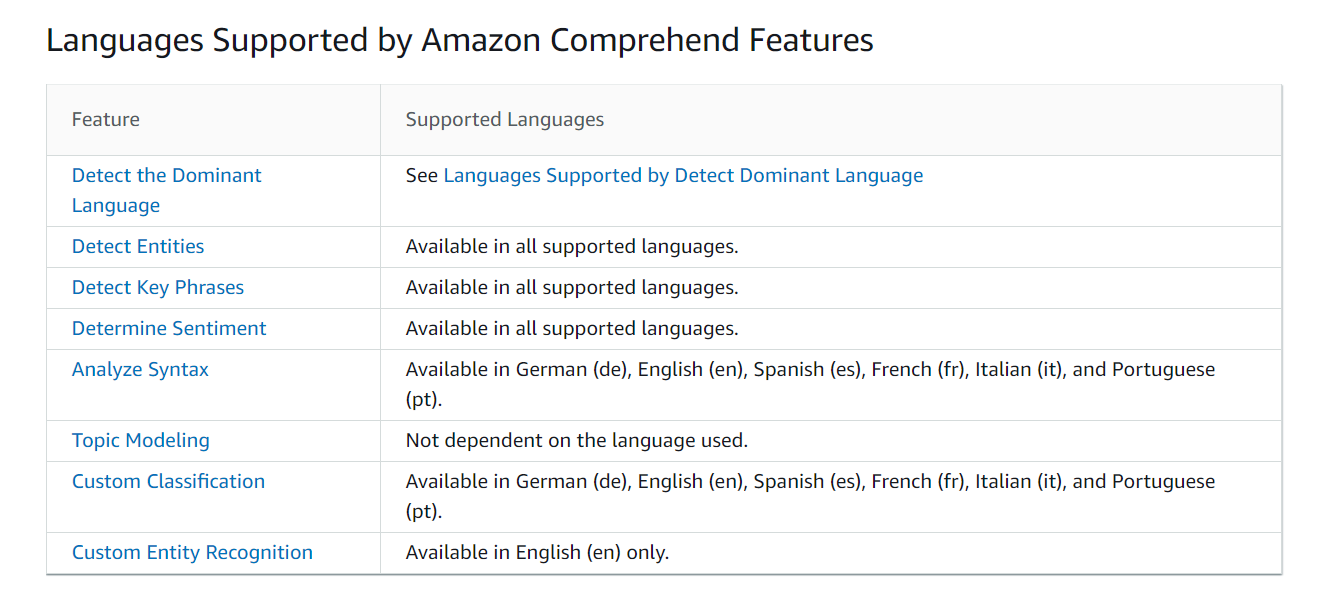 Languages Supported by Amazon Comprehend Features
Feature
Supported Languages
Detect the Dominant
Language
See Languages Supported by Detect Dominant Language
Detect Entities
Available in all supported languages.
Detect Key Phrases
Available in all supported languages.
Determine Sentiment
Available in all supported languages.
Analyze Syntax
Available in German (de), English (en), Spanish (es), French (fr), Italian (it), and Portuguese
(pt).
Topic Modeling
Not dependent on the language used.
Custom Classification
Available in German (de), English (en), Spanish (es), French (fr), Italian (it), and Portuguese
(pt).
Custom Entity Recognition
Available in English (en) only.